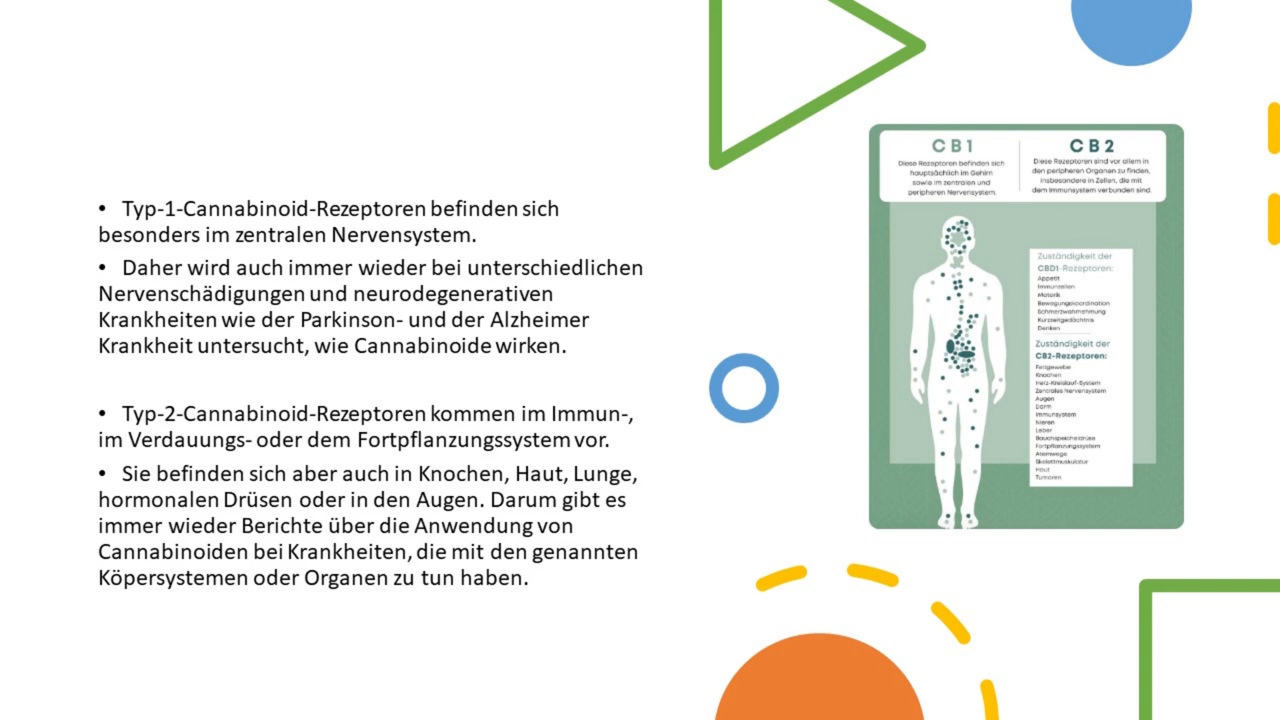 • Typ-1-Cannabinoid-Rezeptoren befinden sich
besonders im zentralen Nervensystem.
• Daher wird auch immer wieder bei unterschiedlichen
Nervenschädigungen und neurodegenerativen
Krankheiten wie der Parkinson- und der Alzheimer
Krankheit untersucht, wie Cannabinoide wirken.
• Typ-2-Cannabinoid-Rezeptoren kommen im Immun-,
im Verdauungs- oder dem Fortpflanzungssystem vor.
• Sie befinden sich aber auch in Knochen, Haut, Lunge,
hormonalen Drüsen oder in den Augen. Darum gibt es
immer wieder Berichte über die Anwendung von
Cannabinoiden bei Krankheiten, die mit den genannten
Köpersystemen oder Organen zu tun haben.
CB1
Diese Rezeptoren befinden sich
hauptsächlich im Gehirn
sowie im zentralen und
peripheren Nervensystem.
CB2
Diese Rezeptoren sind vor allem in
den peripheren Organen zu finden,
insbesondere in Zellen, die mit
dem Immunsystem verbunden sind.
Zuständigkeit der
CBD1-Rezeptoren:
Appetit
Immunzellen
Motorik
Bewegungskoordination
Schmerzwahrnehmung
Kurzzeitgedächtnis
Denken
Zuständigkeit der
CB2-Rezeptoren:
Fettgewebe
Knochen
Herz-Kreislauf-System
Zentrales Nervensystem
Augen
Darm
Immunsystem
Nieren
Leber
Bauchspeicheldrüse
Fortpflanzungssystem
Atemwege
Skelettmuskulatur
Haut
Tumoren